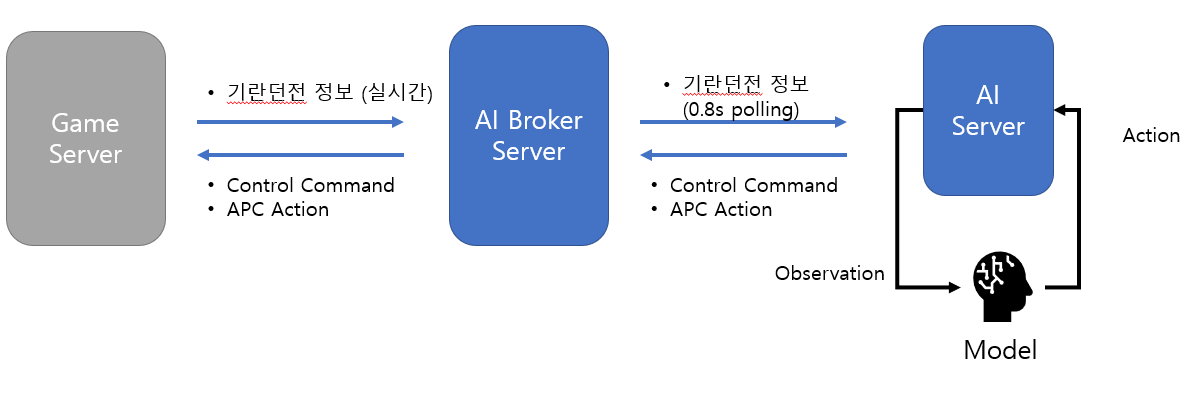 Game
Server
• 기란던전 정보 (실시간)
• Control Command
• APC Action
AI Broker
Server
• 기란던전 정보
(0.8s polling)
• Control Command
• APC Action
AI
Server
Action
Observation
Model